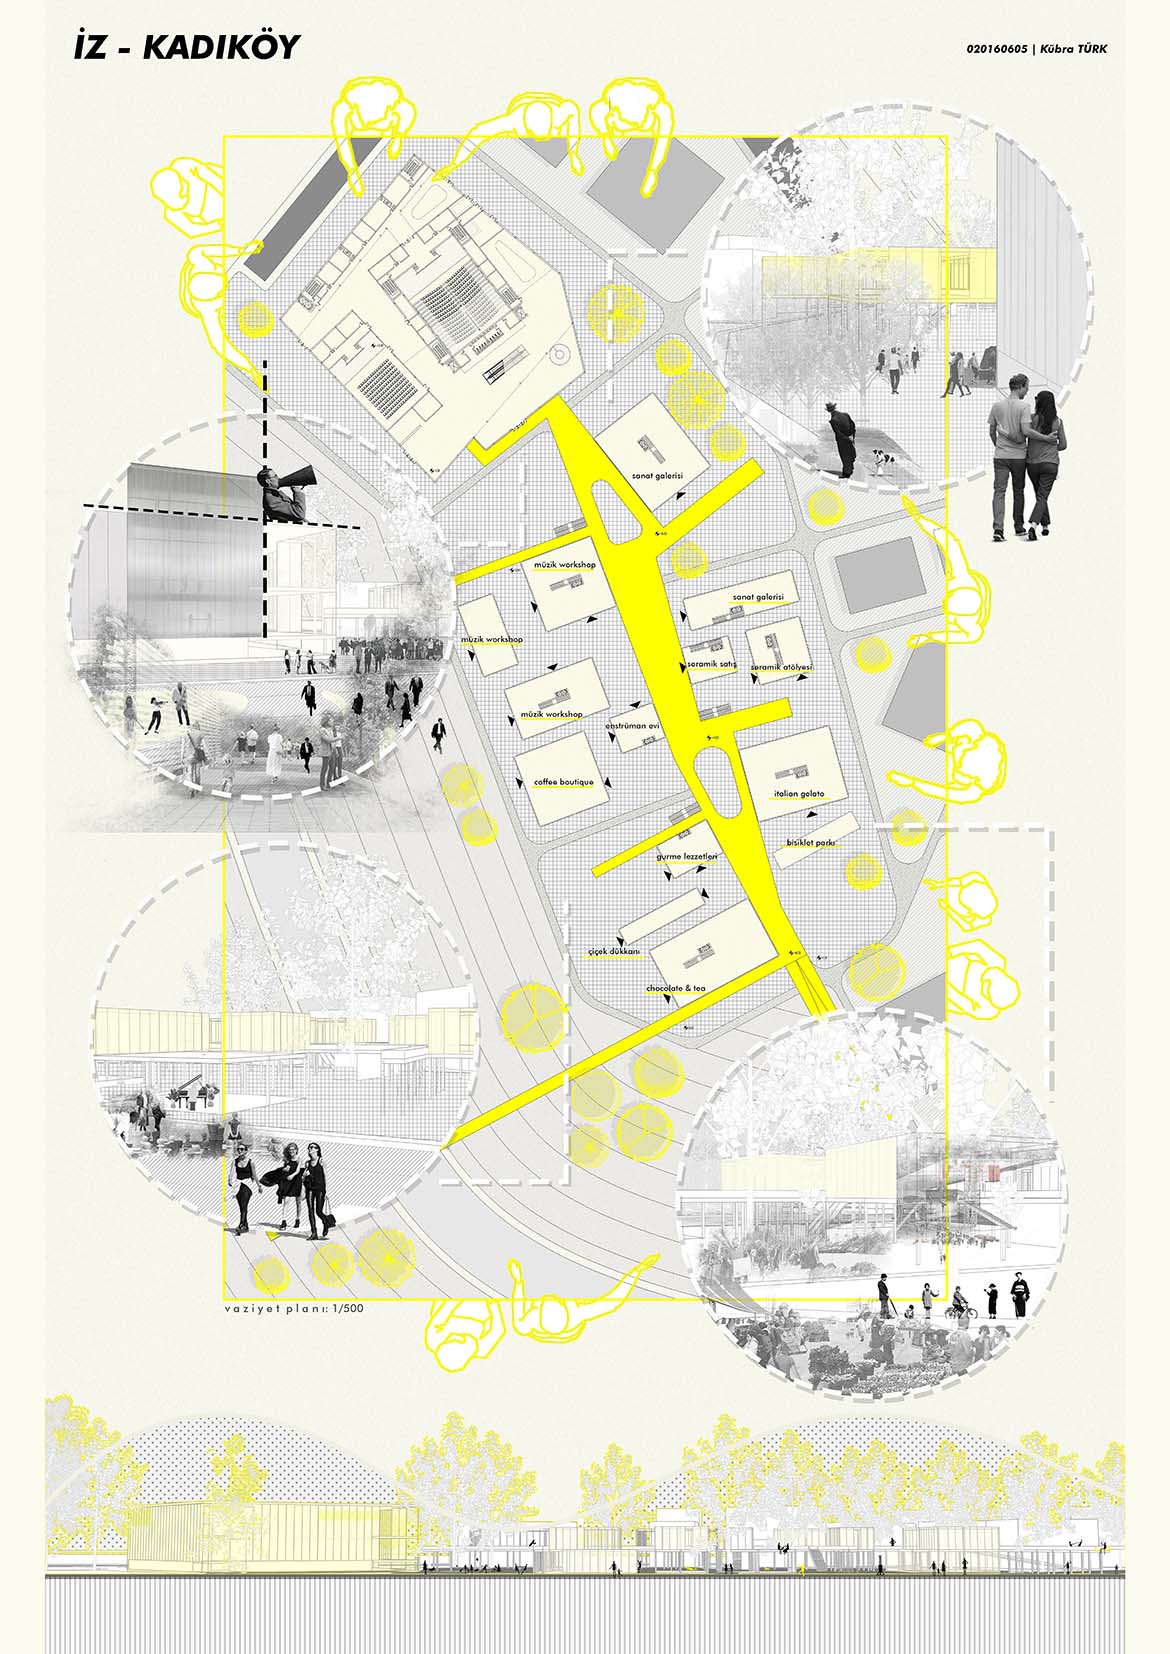 İZ - KADIKÖY
020160605 | Kübra TÜRK
sanat galerisi
müzik workshop
sanat galerisi
müzik workshop
seramik satış
seramik atölyesi
müzik workshop
enstrüman evi
coffee boutique
italian gelato
bisiklet parkı
gurme lezzetleri
çiçek dükkanı
chocolate & tea
vaziyet planı: 1/500